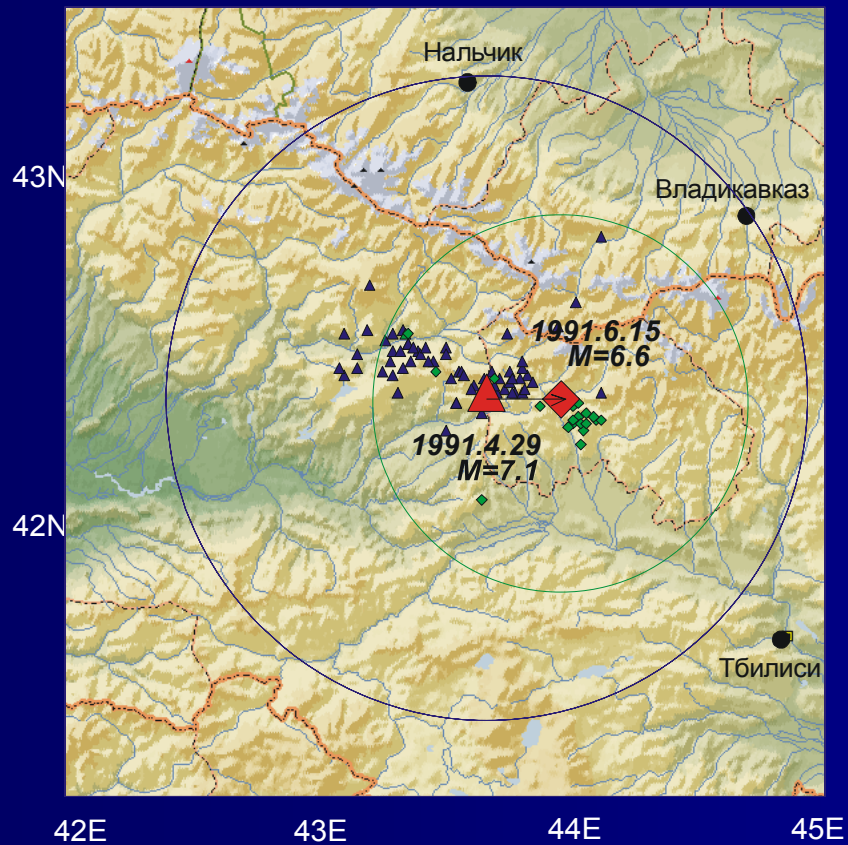 Нальчик
43N
Владикавказ
1991.6.15
M=6.6
1991.4.29
M=7.1
42N
Тбилиси
42E 43E 44E 45E